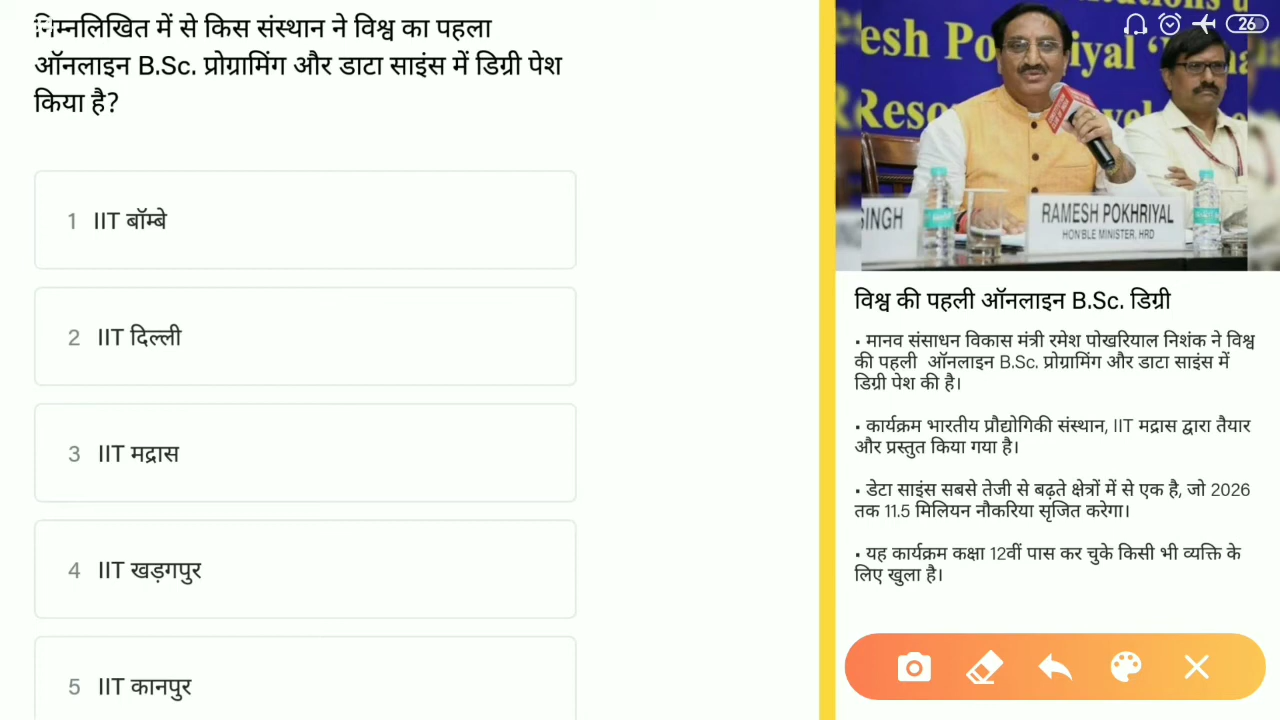 निम्नलिखित में से किस संस्थान ने विश्व का पहला
ऑनलाइन B.Sc. प्रोग्रामिंग और डाटा साइंस में डिग्री पेश
किया है?
1 IIT बॉम्बे
2 IIT दिल्ली
3 IIT मद्रास
4 IIT खड़गपुर
5 IIT कानपुर
26
esh Po iyal
Reso
SINGH
RAMESH POKHRIYAL
HON'BLE MINISTER, HRD
विश्व की पहली ऑनलाइन B.Sc. डिग्री
• मानव संसाधन विकास मंत्री रमेश पोखरियाल निशंक ने विश्व
की पहली ऑनलाइन B.Sc. प्रोग्रामिंग और डाटा साइंस में
डिग्री पेश की है।
• कार्यक्रम भारतीय प्रौद्योगिकी संस्थान, IIT मद्रास द्वारा तैयार
और प्रस्तुत किया गया है।
• डेटा साइंस सबसे तेजी से बढ़ते क्षेत्रों में से एक है, जो 2026
तक 11.5 मिलियन नौकरिया सृजित करेगा।
• यह कार्यक्रम कक्षा 12वीं पास कर चुके किसी भी व्यक्ति के
लिए खुला है।